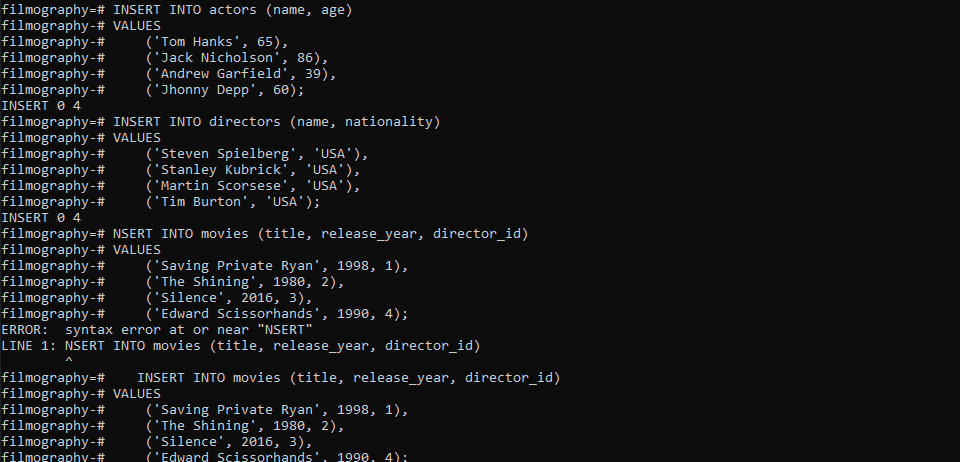 filmography=# INSERT INTO actors (name, age)
filmography-# VALUES
filmography-#     ('Tom Hanks', 65),
filmography-#     ('Jack Nicholson', 86),
filmography-#     ('Andrew Garfield', 39),
filmography-#     ('Jhonny Depp', 60);
INSERT 0 4
filmography=# INSERT INTO directors (name, nationality)
filmography-# VALUES
filmography-#     ('Steven Spielberg', 'USA'),
filmography-#     ('Stanley Kubrick', 'USA'),
filmography-#     ('Martin Scorsese', 'USA'),
filmography-#     ('Tim Burton', 'USA');
INSERT 0 4
filmography=# NSERT INTO movies (title, release_year, director_id)
filmography-# VALUES
filmography-#     ('Saving Private Ryan', 1998, 1),
filmography-#     ('The Shining', 1980, 2),
filmography-#     ('Silence', 2016, 3),
filmography-#     ('Edward Scissorhands', 1990, 4);
ERROR:  syntax error at or near "NSERT"
LINE 1: NSERT INTO movies (title, release_year, director_id)
        ^
filmography=#    INSERT INTO movies (title, release_year, director_id)
filmography-# VALUES
filmography-#     ('Saving Private Ryan', 1998, 1),
filmography-#     ('The Shining', 1980, 2),
filmography-#     ('Silence', 2016, 3),
filmography-#     ('Edward Scissorhands', 1990, 4);